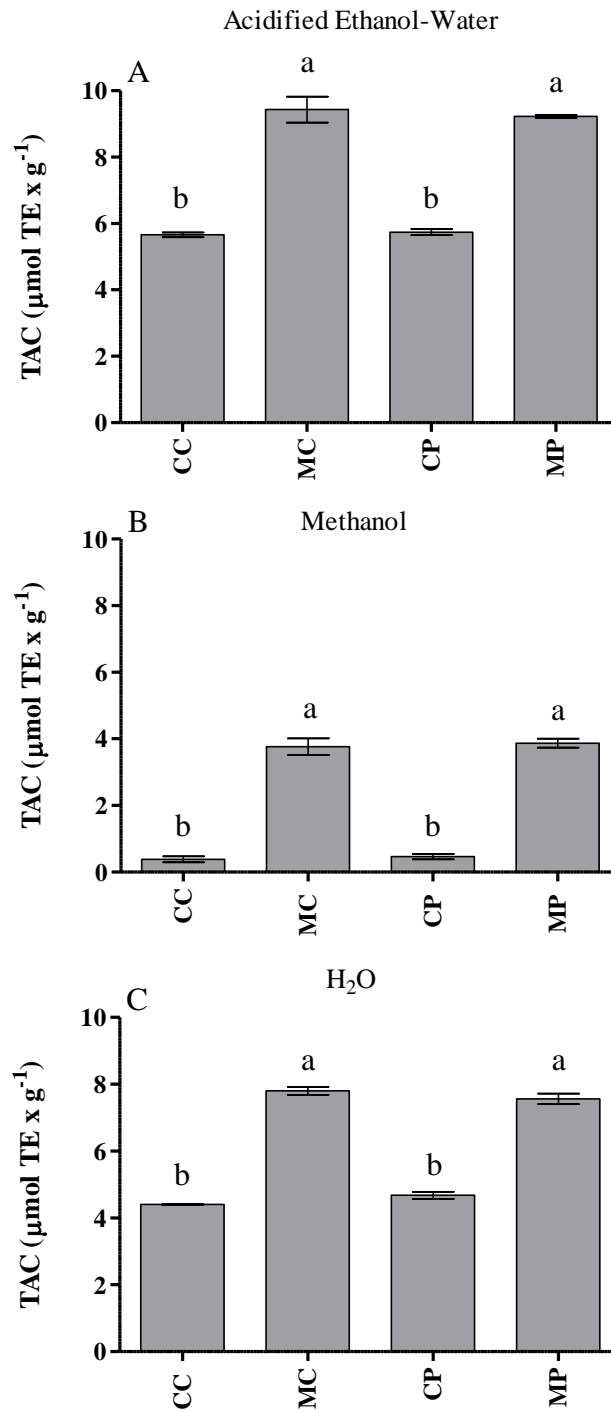 Acidified Ethanol-Water
A
a
a
b
b
10
8
6
4
2
0
TAC (μmol TE x g⁻¹)
CC
MC
CP
MP
B
Methanol
a
a
b
b
10
8
6
4
2
0
TAC (μmol TE x g⁻¹)
CC
MC
CP
MP
C
H₂O
a
a
b
b
10
8
6
4
2
0
TAC (μmol TE x g⁻¹)
CC
MC
CP
MP